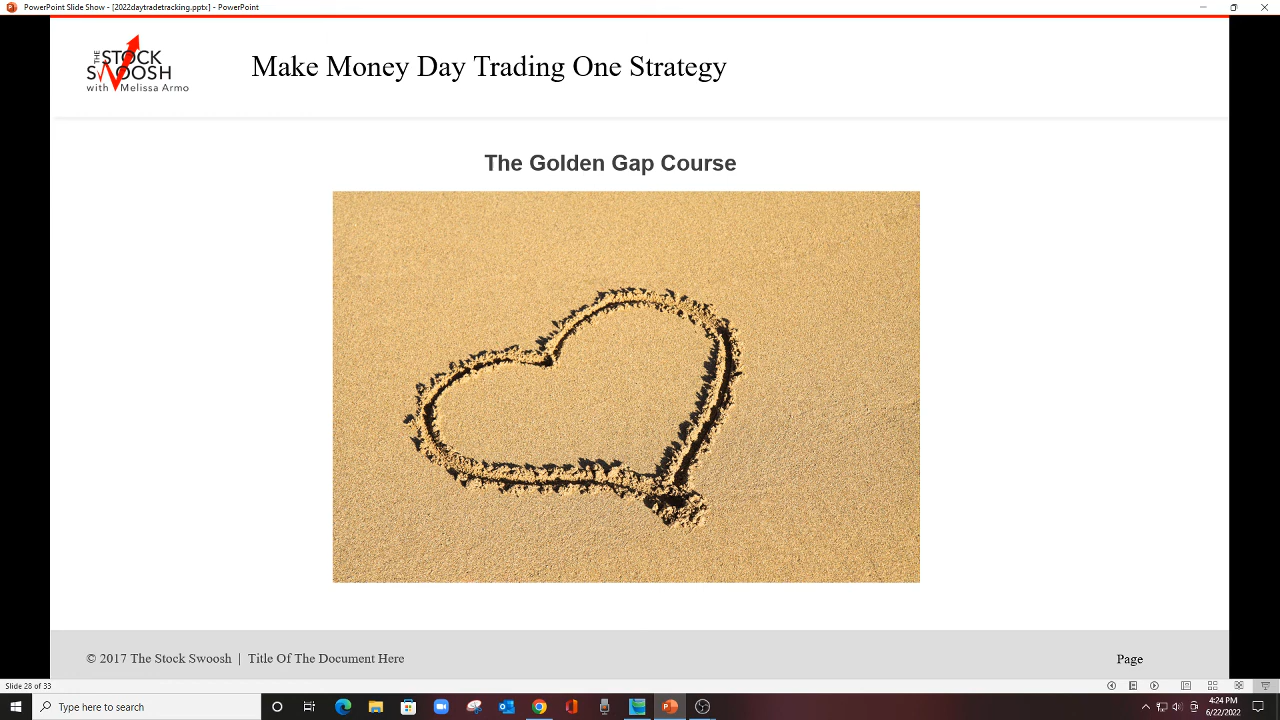 PowerPoint Slide Show - [2022daytradetracking.pptx] - PowerPoint
THE
STOCK
SWOOSH
with Melissa Armo
Make Money Day Trading One Strategy
The Golden Gap Course
© 2017 The Stock Swoosh | Title Of The Document Here
Page
Slide 28 of 33
Type here to search
4:24 PM
6/22/2022